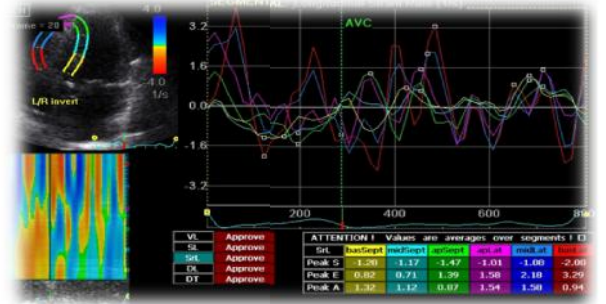 4.0
AVC
Frame = 20
3.2
1.6
0.0
-1.6
-3.2
4.0
1/s
L/R invert
0
200
400
600
VL Approve
SL Approve
SrL Approve
DL Approve
DT Approve
ATTENTION ! Values are averages over segments !
SrL basSept midSept apSept apLat midLat
Peak S -1.20 -1.17 -1.47 -1.01 -1.08 -2.08
Peak E 0.82 0.71 1.39 1.58 2.18 3.29
Peak A 1.32 1.12 0.87 1.54 1.58 0.94